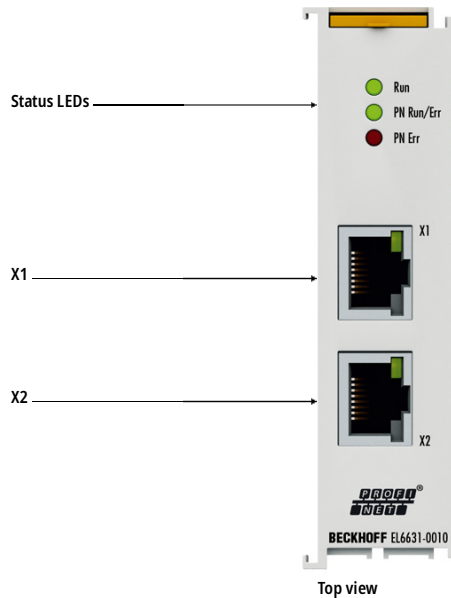 Status LEDs
Run
PN Run/Err
PN Err
X1
X1
X2
X2
PROFI®
NET
BECKHOFF EL6631-0010
Top view